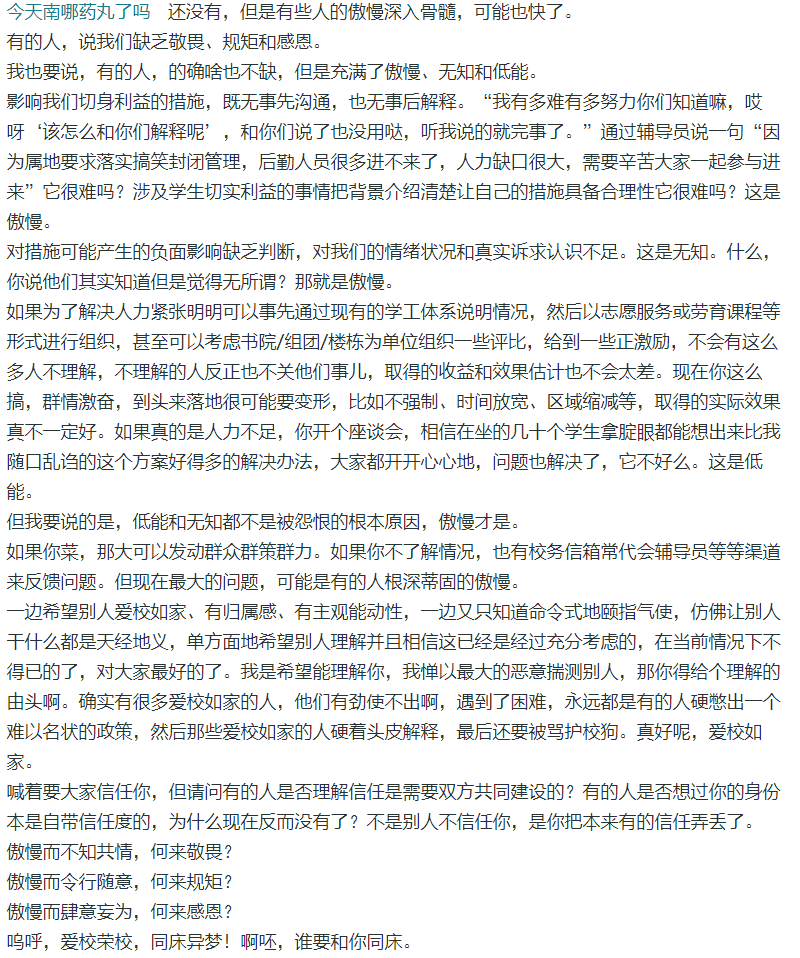 今天南哪药丸了吗　还没有，但是有些人的傲慢深入骨髓，可能也快了。
有的人，说我们缺乏敬畏、规矩和感恩。
我也要说，有的人，的确啥也不缺，但是充满了傲慢、无知和低能。
影响我们切身利益的措施，既无事先沟通，也无事后解释。“我有多难有多努力你们知道嘛，哎
呀‘该怎么和你们解释呢’，和你们说了也没用哒，听我说的就完事了。”通过辅导员说一句“因
为属地要求落实搞笑封闭管理，后勤人员很多进不来了，人力缺口很大，需要辛苦大家一起参与进
来”它很难吗？涉及学生切实利益的事情把背景介绍清楚让自己的措施具备合理性它很难吗？这是
傲慢。
对措施可能产生的负面影响缺乏判断，对我们的情绪状况和真实诉求认识不足。这是无知。什么，
你说他们其实知道但是觉得无所谓？那就是傲慢。
如果为了解决人力紧张明明可以事先通过现有的学工体系说明情况，然后以志愿服务或劳育课程等
形式进行组织，甚至可以考虑书院/组团/楼栋为单位组织一些评比，给到一些正激励，不会有这么
多人不理解，不理解的人反正也不关他们事儿，取得的收益和效果估计也不会太差。现在你这么
搞，群情激奋，到头来落地很可能要变形，比如不强制、时间放宽、区域缩减等，取得的实际效果
真不一定好。如果真的是人力不足，你开个座谈会，相信在坐的几十个学生拿腚眼都能想出来比我
随口乱诌的这个方案好得多的解决办法，大家都开开心心地，问题也解决了，它不好么。这是低
能。
但我要说的是，低能和无知都不是被怨恨的根本原因，傲慢才是。
如果你菜，那大可以发动群众群策群力。如果你不了解情况，也有校务信箱常代会辅导员等等渠道
来反馈问题。但现在最大的问题，可能是有的人根深蒂固的傲慢。
一边希望别人爱校如家、有归属感、有主观能动性，一边又只知道命令式地颐指气使，仿佛让别人
干什么都是天经地义，单方面地希望别人理解并且相信这已经是经过充分考虑的，在当前情况下不
得已的了，对大家最好的了。我是希望能理解你，我惮以最大的恶意揣测别人，那你得给个理解的
由头啊。确实有很多爱校如家的人，他们有劲使不出啊，遇到了困难，永远都是有的人硬憋出一个
难以名状的政策，然后那些爱校如家的人硬着头皮解释，最后还要被骂护校狗。真好呢，爱校如
家。
喊着要大家信任你，但请问有的人是否理解信任是需要双方共同建设的？有的人是否想过你的身份
本是自带信任度的，为什么现在反而没有了？不是别人不信任你，是你把本来有的信任弄丢了。
傲慢而不知共情，何来敬畏？
傲慢而令行随意，何来规矩？
傲慢而肆意妄为，何来感恩？
呜呼，爱校荣校，同床异梦！啊呸，谁要和你同床。